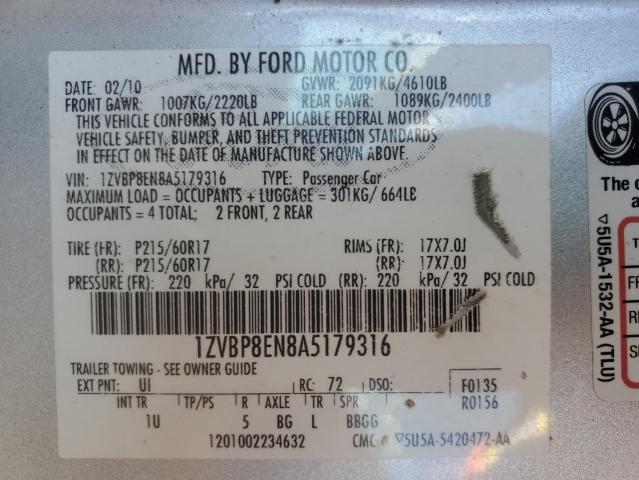 MFD. BY FORD MOTOR CO.
DATE: 02/10 GVWR: 2091KG/4610LB
FRONT GAWR: 1007KG/2220LB REAR GAWR: 1089KG/2400LB
THIS VEHICLE CONFORMS TO ALL APPLICABLE FEDERAL MOTOR
VEHICLE SAFETY, BUMPER, AND THEFT PREVENTION STANDARDS
IN EFFECT ON THE DATE OF MANUFACTURE SHOWN ABOVE.
VIN: 1ZVBP8EN8A5179316 TYPE: Passenger Car
MAXIMUM LOAD = OCCUPANTS + LUGGAGE = 301KG/ 664LB
OCCUPANTS = 4 TOTAL; 2 FRONT, 2 REAR
TIRE (FR): P215/60R17 RIMS (FR): 17X7.0J
(RR): P215/60R17 (RR): 17X7.0J
PRESSURE (FR): 220 kPa/ 32 PSI COLD (RR): 220 kPa/ 32 PSI COLD
1ZVBP8EN8A5179316
TRAILER TOWING - SEE OWNER GUIDE
EXT PNT: UI RC: 72 DSO: F0135
INT TR TP/PS R AXLE TR SPR R0156
1U 5 BG L BBGG
1201002234632 CMC ▽5U5A-5420472-AA
The
▽5U5A-1532-AA (TLU)